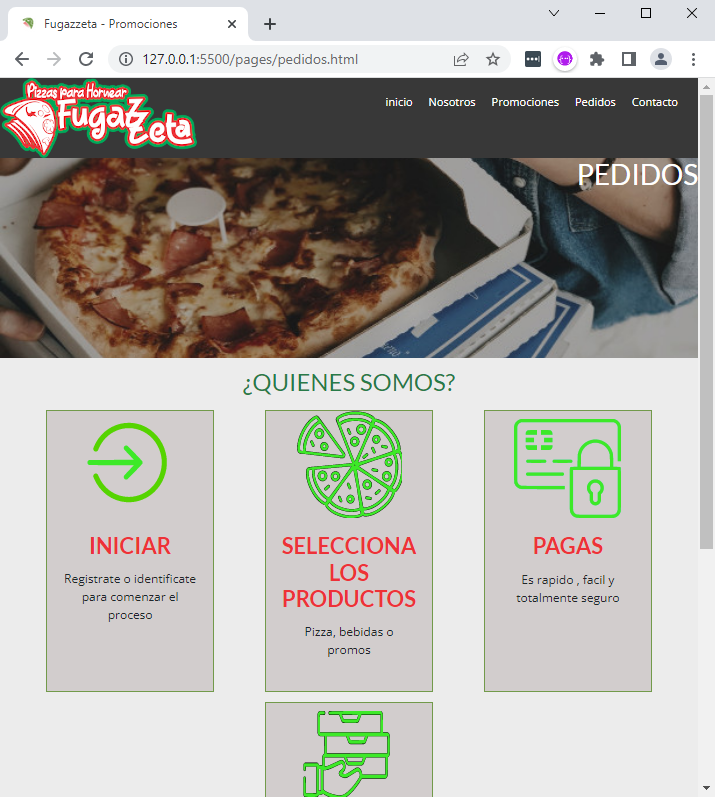 Fugazzeta - Promociones
127.0.0.1:5500/pages/pedidos.html
Pizzas para Hornear
FugaZZeta
inicio Nosotros Promociones Pedidos Contacto
PEDIDOS
¿QUIENES SOMOS?
INICIAR
Registrate o identificate
para comenzar el
proceso
SELECCIONA
LOS
PRODUCTOS
Pizza, bebidas o
promos
PAGAS
Es rapido , facil y
totalmente seguro